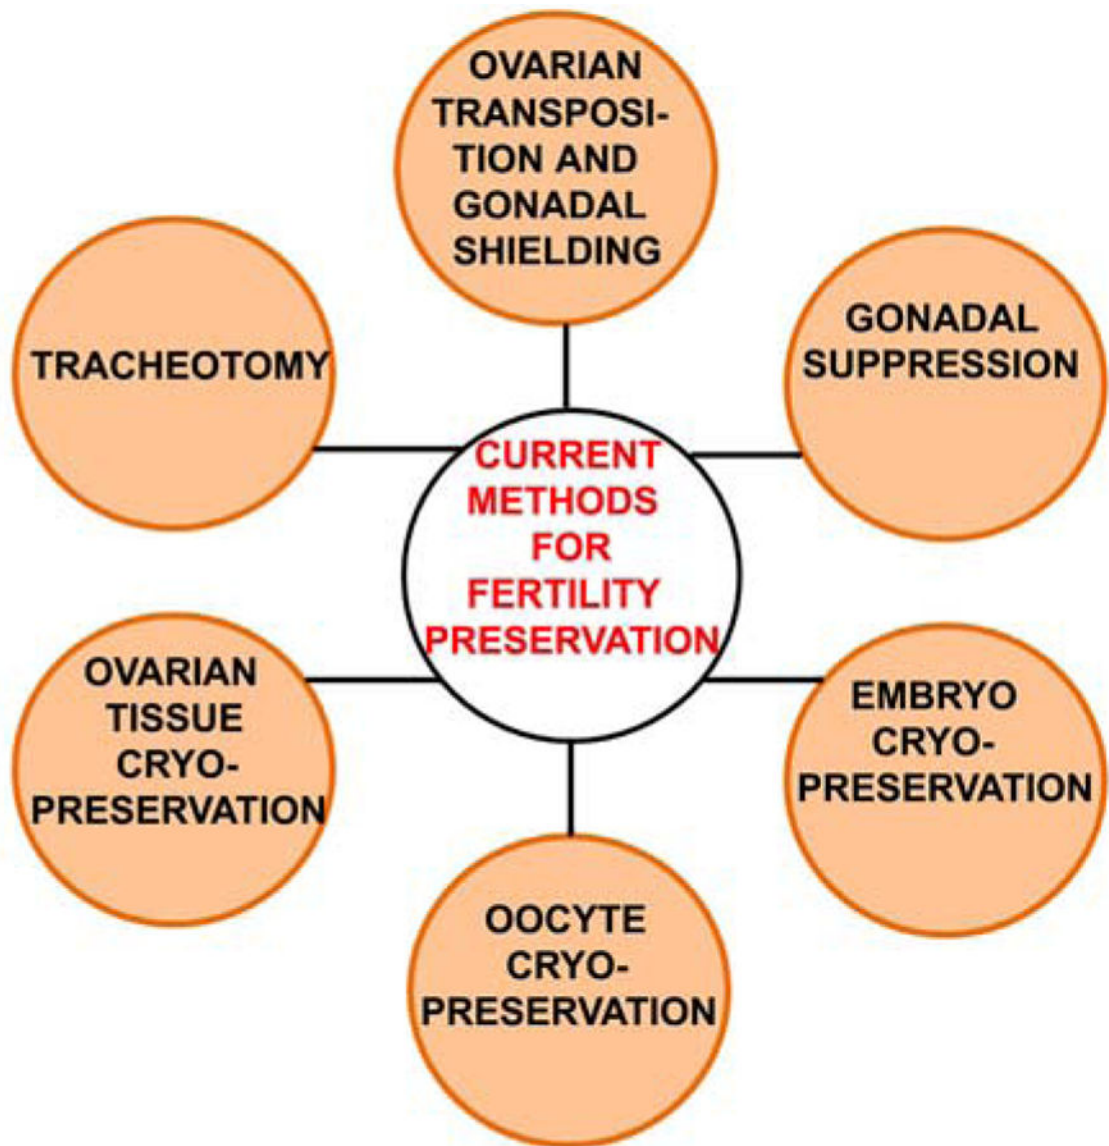 OVARIAN
TRANSPOSI-
TION AND
GONADAL
SHIELDING
GONADAL
SUPPRESSION
TRACHEOTOMY
CURRENT
METHODS
FOR
FERTILITY
PRESERVATION
OVARIAN
TISSUE
CRYO-
PRESERVATION
EMBRYO
CRYO-
PRESERVATION
OOCYTE
CRYO-
PRESERVATION